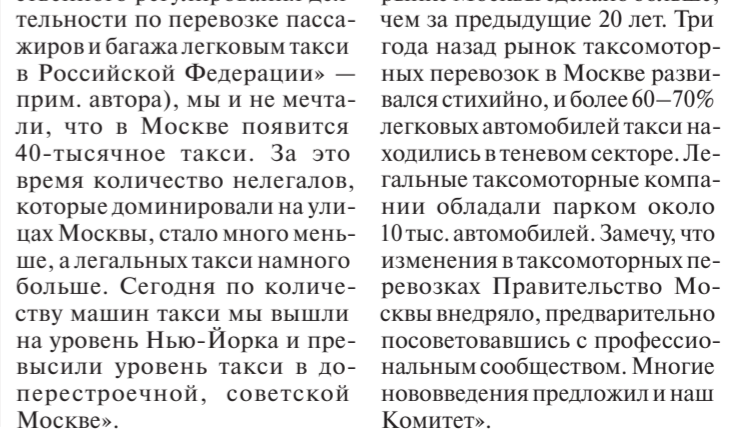 тельности по перевозке пасса-
жиров и багажа легковым такси
в Российской Федерации» —
прим. автора), мы и не мечта-
ли, что в Москве появится
40-тысячное такси. За это
время количество нелегалов,
которые доминировали на ули-
цах Москвы, стало много мень-
ше, а легальных такси намного
больше. Сегодня по количе-
ству машин такси мы вышли
на уровень Нью-Йорка и пре-
высили уровень такси в до-
перестроечной, советской
Москве».
чем за предыдущие 20 лет. Три
года назад рынок таксомотор-
ных перевозок в Москве разви-
вался стихийно, и более 60–70%
легковых автомобилей такси на-
ходились в теневом секторе. Ле-
гальные таксомоторные компа-
нии обладали парком около
10 тыс. автомобилей. Замечу, что
изменения в таксомоторных пе-
ревозках Правительство Мо-
сквы внедряло, предварительно
посоветовавшись с профессио-
нальным сообществом. Многие
нововведения предложил и наш
Комитет».